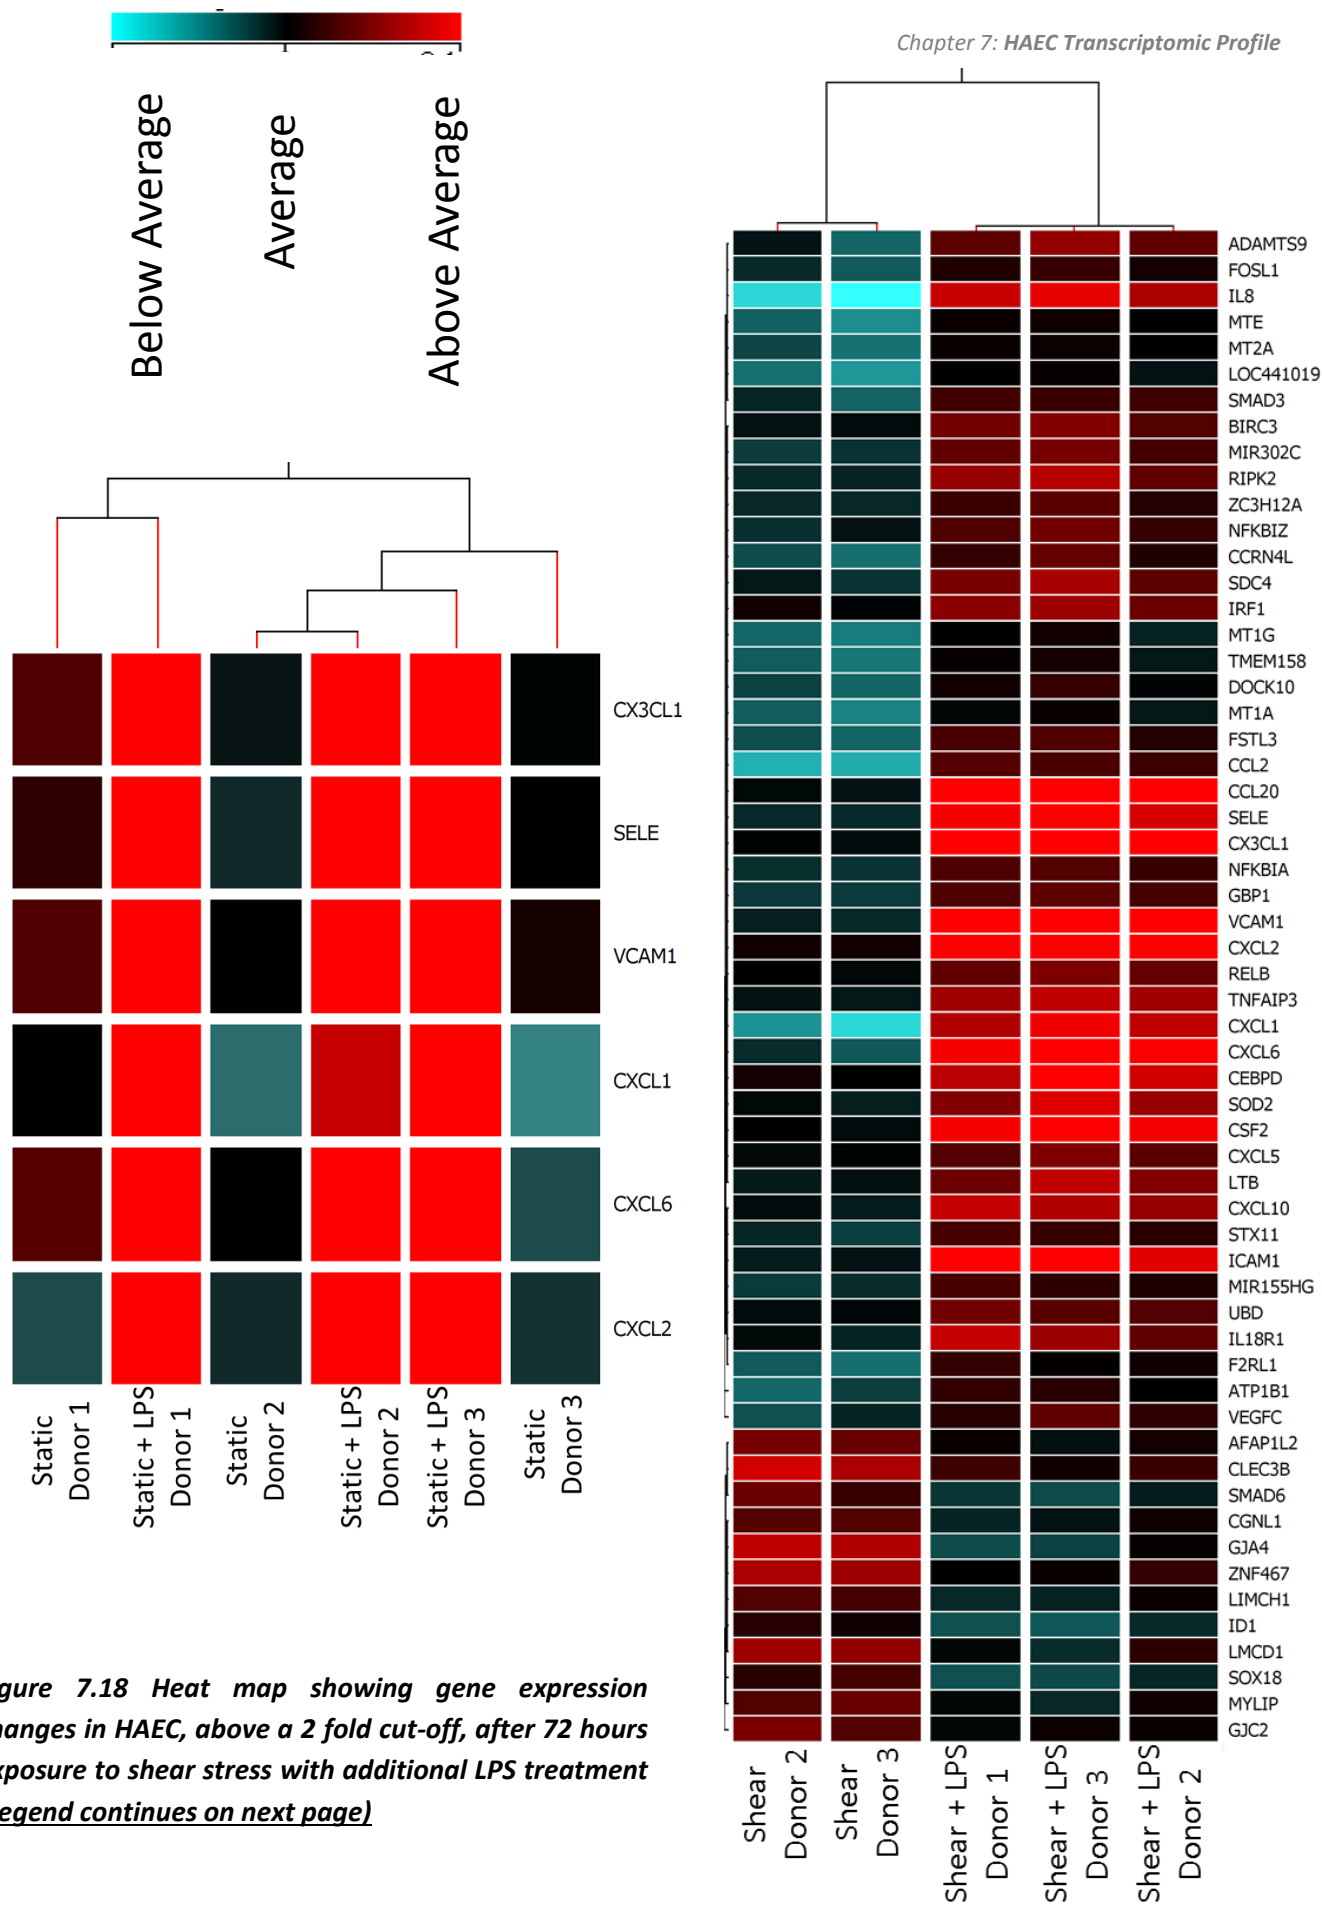 Chapter 7: HAEC Transcriptomic Profile
Below Average
Average
Above Average
CX3CL1
SELE
VCAM1
CXCL1
CXCL6
CXCL2
Static
Donor 1
Static + LPS
Donor 1
Static
Donor 2
Static + LPS
Donor 2
Static + LPS
Donor 3
Static
Donor 3
ADAMTS9
FOSL1
IL8
MTE
MT2A
LOC441019
SMAD3
BIRC3
MIR302C
RIPK2
ZC3H12A
NFKBIZ
CCRN4L
SDC4
IRF1
MT1G
TMEM158
DOCK10
MT1A
FSTL3
CCL2
CCL20
SELE
CX3CL1
NFKBIA
GBP1
VCAM1
CXCL2
RELB
TNFAIP3
CXCL1
CXCL6
CEBPD
SOD2
CSF2
CXCL5
LTB
CXCL10
STX11
ICAM1
MIR155HG
UBD
IL18R1
F2RL1
ATP1B1
VEGFC
AFAP1L2
CLEC3B
SMAD6
CGNL1
GJA4
ZNF467
LIMCH1
ID1
LMCD1
SOX18
MYLIP
GJC2
Shear
Donor 2
Shear
Donor 3
Shear + LPS
Donor 1
Shear + LPS
Donor 3
Shear + LPS
Donor 2
gure 7.18 Heat map showing gene expression
hanges in HAEC, above a 2 fold cut-off, after 72 hours
xposure to shear stress with additional LPS treatment
egend continues on next page)